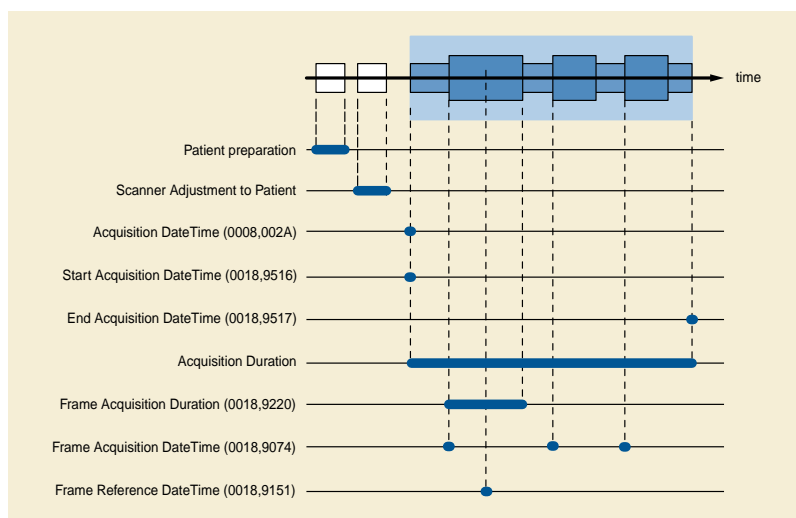 time
Patient preparation
Scanner Adjustment to Patient
Acquisition DateTime (0008,002A)
Start Acquisition DateTime (0018,9516)
End Acquisition DateTime (0018,9517)
Acquisition Duration
Frame Acquisition Duration (0018,9220)
Frame Acquisition DateTime (0018,9074)
Frame Reference DateTime (0018,9151)